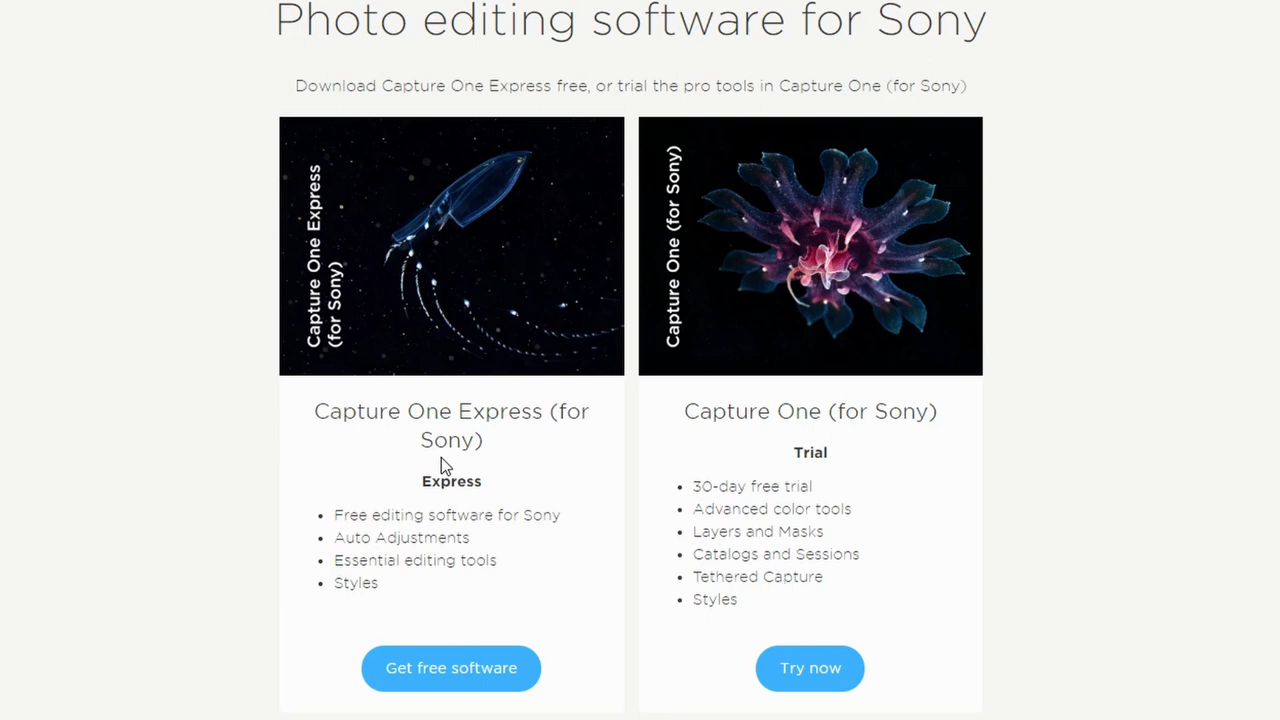 Photo editing software for Sony
Download Capture One Express free, or trial the pro tools in Capture One (for Sony)
Capture One Express
(for Sony)
Capture One Express (for
Sony)
Express
• Free editing software for Sony
• Auto Adjustments
• Essential editing tools
• Styles
Get free software
Capture One (for Sony)
Capture One (for Sony)
Trial
• 30-day free trial
• Advanced color tools
• Layers and Masks
• Catalogs and Sessions
• Tethered Capture
• Styles
Try now